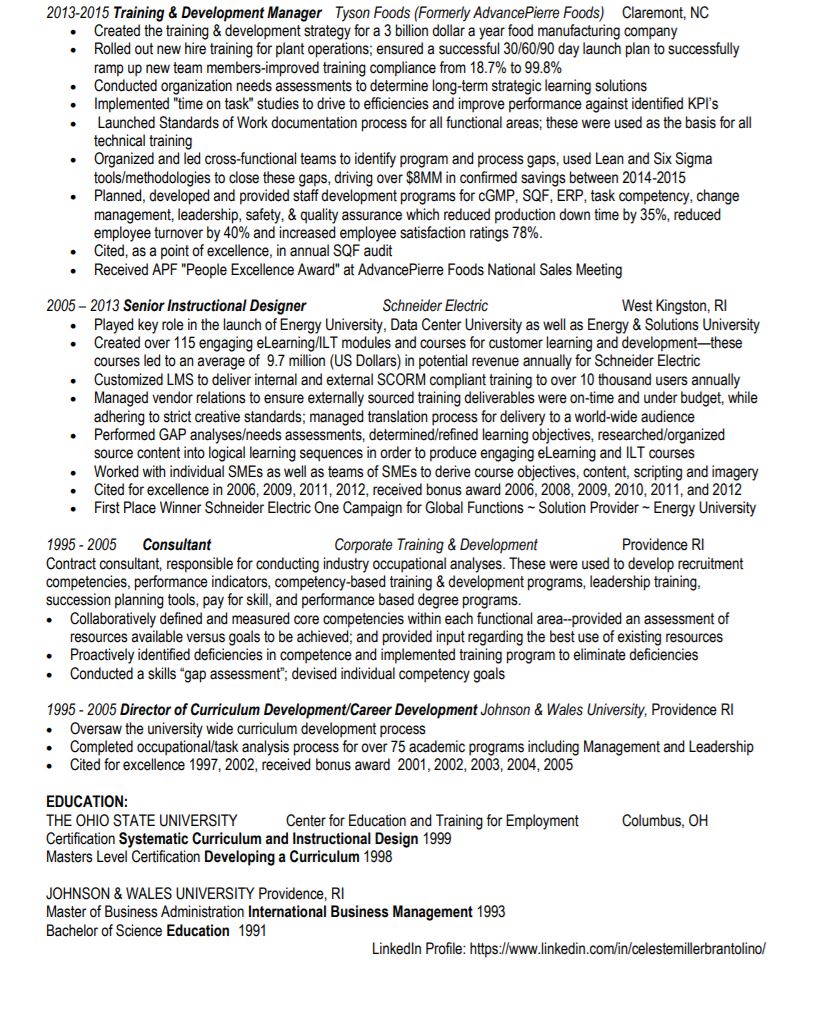 2013-2015 Training & Development Manager Tyson Foods (Formerly AdvancePierre Foods) Claremont, NC
• Created the training & development strategy for a 3 billion dollar a year food manufacturing company
• Rolled out new hire training for plant operations; ensured a successful 30/60/90 day launch plan to successfully
ramp up new team members-improved training compliance from 18.7% to 99.8%
• Conducted organization needs assessments to determine long-term strategic learning solutions
• Implemented "time on task" studies to drive to efficiencies and improve performance against identified KPI's
• Launched Standards of Work documentation process for all functional areas; these were used as the basis for all
technical training
• Organized and led cross-functional teams to identify program and process gaps, used Lean and Six Sigma
tools/methodologies to close these gaps, driving over $8MM in confirmed savings between 2014-2015
• Planned, developed and provided staff development programs for cGMP, SQF, ERP, task competency, change
management, leadership, safety, & quality assurance which reduced production down time by 35%, reduced
employee turnover by 40% and increased employee satisfaction ratings 78%.
• Cited, as a point of excellence, in annual SQF audit
• Received APF "People Excellence Award" at AdvancePierre Foods National Sales Meeting
2005 – 2013 Senior Instructional Designer Schneider Electric West Kingston, RI
• Played key role in the launch of Energy University, Data Center University as well as Energy & Solutions University
• Created over 115 engaging eLearning/ILT modules and courses for customer learning and development—these
courses led to an average of 9.7 million (US Dollars) in potential revenue annually for Schneider Electric
• Customized LMS to deliver internal and external SCORM compliant training to over 10 thousand users annually
• Managed vendor relations to ensure externally sourced training deliverables were on-time and under budget, while
adhering to strict creative standards; managed translation process for delivery to a world-wide audience
• Performed GAP analyses/needs assessments, determined/refined learning objectives, researched/organized
source content into logical learning sequences in order to produce engaging eLearning and ILT courses
• Worked with individual SMEs as well as teams of SMEs to derive course objectives, content, scripting and imagery
• Cited for excellence in 2006, 2009, 2011, 2012, received bonus award 2006, 2008, 2009, 2010, 2011, and 2012
• First Place Winner Schneider Electric One Campaign for Global Functions ~ Solution Provider ~ Energy University
1995 - 2005 Consultant Corporate Training & Development Providence RI
Contract consultant, responsible for conducting industry occupational analyses. These were used to develop recruitment
competencies, performance indicators, competency-based training & development programs, leadership training,
succession planning tools, pay for skill, and performance based degree programs.
• Collaboratively defined and measured core competencies within each functional area--provided an assessment of
resources available versus goals to be achieved; and provided input regarding the best use of existing resources
• Proactively identified deficiencies in competence and implemented training program to eliminate deficiencies
• Conducted a skills “gap assessment”; devised individual competency goals
1995 - 2005 Director of Curriculum Development/Career Development Johnson & Wales University, Providence RI
• Oversaw the university wide curriculum development process
• Completed occupational/task analysis process for over 75 academic programs including Management and Leadership
• Cited for excellence 1997, 2002, received bonus award 2001, 2002, 2003, 2004, 2005
EDUCATION:
THE OHIO STATE UNIVERSITY Center for Education and Training for Employment Columbus, OH
Certification Systematic Curriculum and Instructional Design 1999
Masters Level Certification Developing a Curriculum 1998
JOHNSON & WALES UNIVERSITY Providence, RI
Master of Business Administration International Business Management 1993
Bachelor of Science Education 1991
LinkedIn Profile: https://www.linkedin.com/in/celestemillerbrantolino/